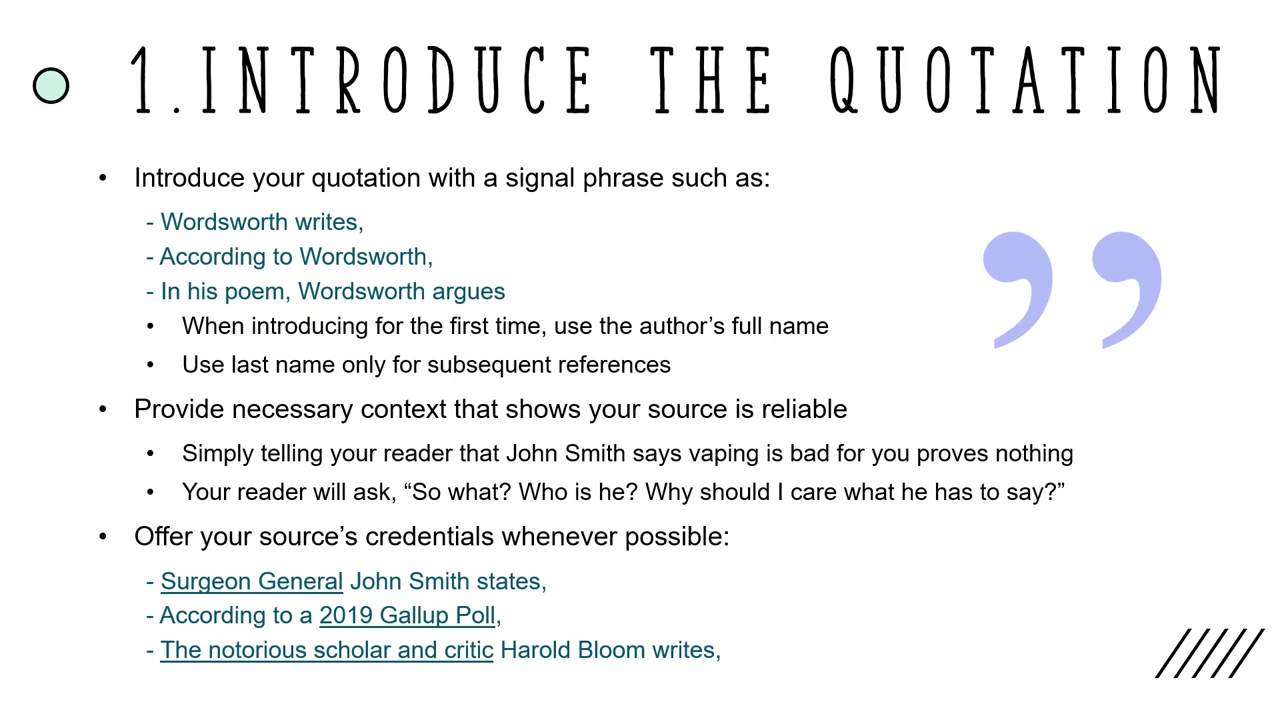 1.INTRODUCE THE QUOTATION
• Introduce your quotation with a signal phrase such as:
- Wordsworth writes,
- According to Wordsworth,
- In his poem, Wordsworth argues
• When introducing for the first time, use the author’s full name
• Use last name only for subsequent references
• Provide necessary context that shows your source is reliable
• Simply telling your reader that John Smith says vaping is bad for you proves nothing
• Your reader will ask, “So what? Who is he? Why should I care what he has to say?”
• Offer your source’s credentials whenever possible:
- Surgeon General John Smith states,
- According to a 2019 Gallup Poll,
- The notorious scholar and critic Harold Bloom writes,